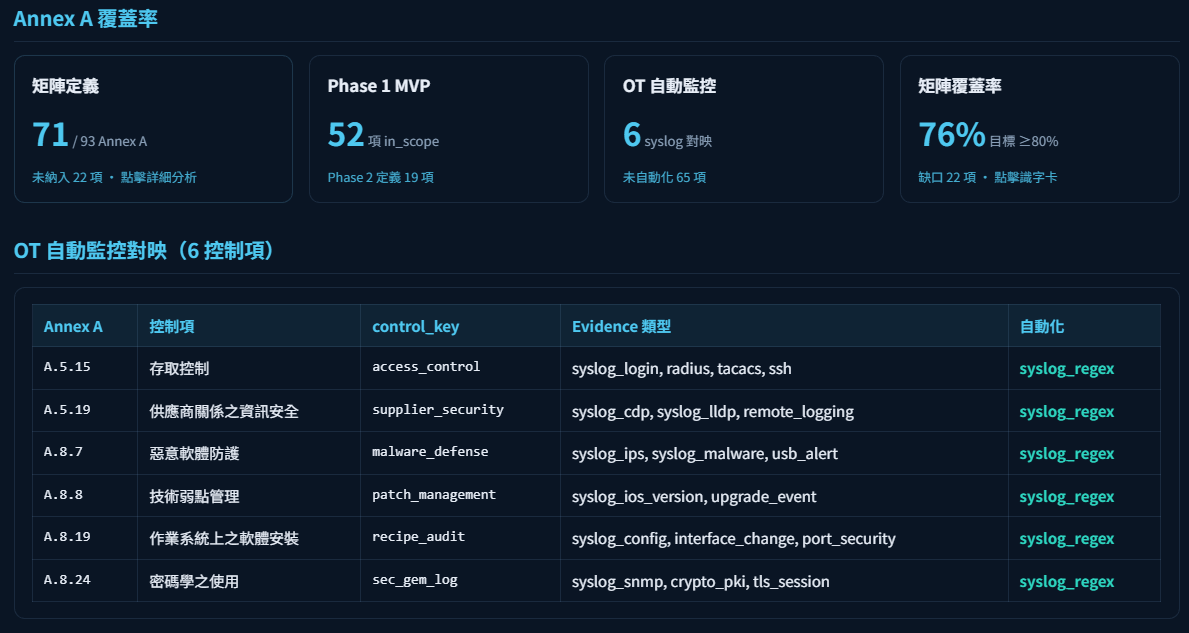 Annex A 覆蓋率
矩陣定義
71 / 93 Annex A
未納入 22 項 · 點擊詳細分析
Phase 1 MVP
52 項 in_scope
Phase 2 定義 19 項
OT 自動監控
6 syslog 對映
未自動化 65 項
矩陣覆蓋率
76% 目標 ≥80%
缺口 22 項 · 點擊識字卡
OT 自動監控對映（6 控制項）
Annex A 控制項 control_key Evidence 類型 自動化
A.5.15 存取控制 access_control syslog_login, radius, tacacs, ssh syslog_regex
A.5.19 供應商關係之資訊安全 supplier_security syslog_cdp, syslog_lldp, remote_logging syslog_regex
A.8.7 惡意軟體防護 malware_defense syslog_ips, syslog_malware, usb_alert syslog_regex
A.8.8 技術弱點管理 patch_management syslog_ios_version, upgrade_event syslog_regex
A.8.19 作業系統上之軟體安裝 recipe_audit syslog_config, interface_change, port_security syslog_regex
A.8.24 密碼學之使用 sec_gem_log syslog_snmp, crypto_pki, tls_session syslog_regex